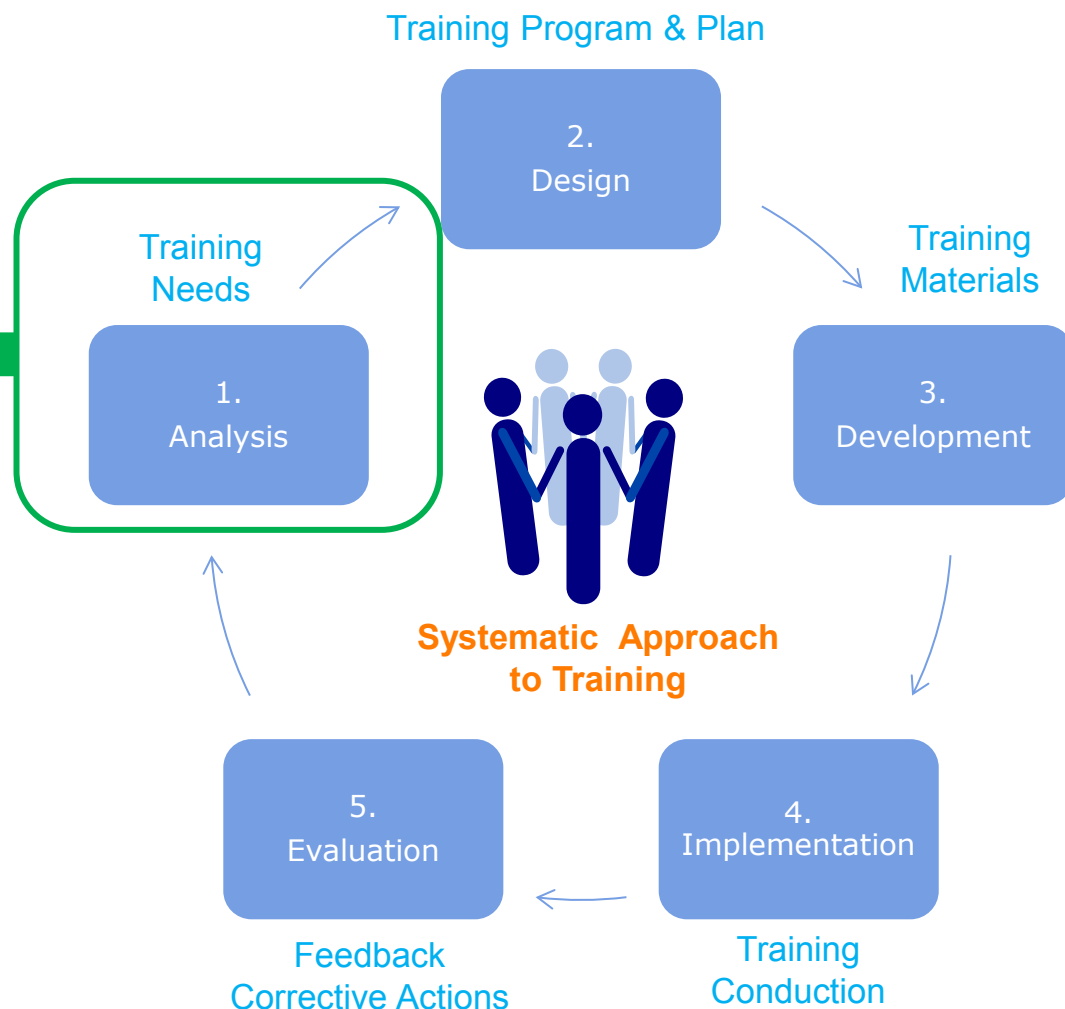 Training Program & Plan
2.
Design
Training
Needs
1.
Analysis
Training
Materials
3.
Development
Systematic Approach
to Training
5.
Evaluation
Feedback
Corrective Actions
4.
Implementation
Training
Conduction